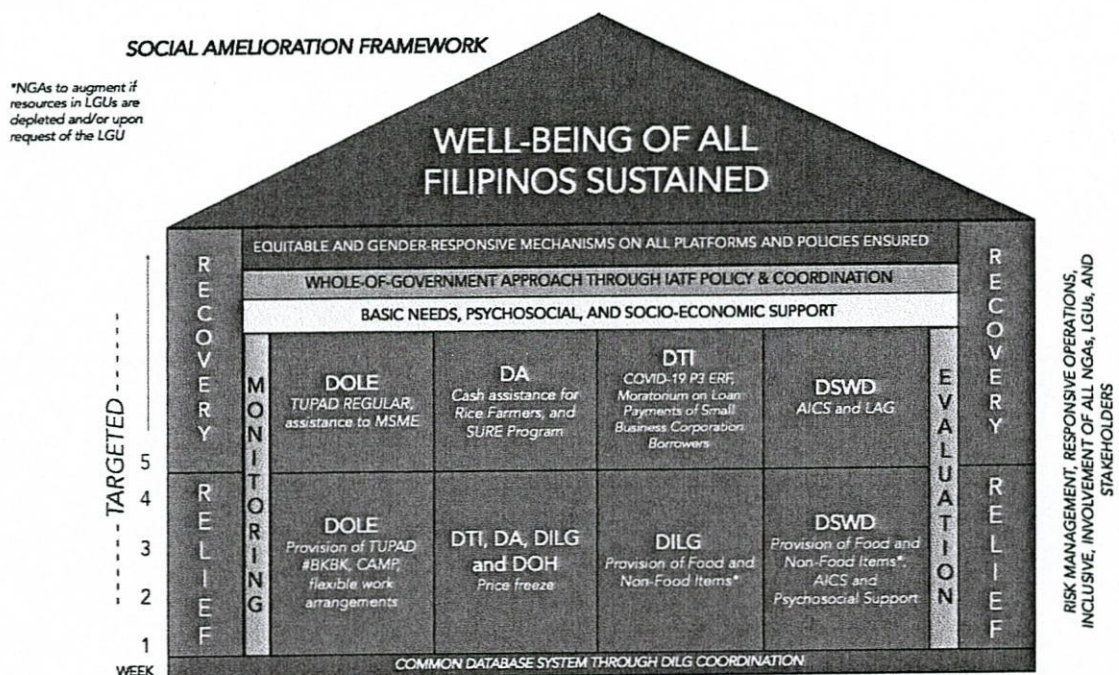 SOCIAL AMELIORATION FRAMEWORK
*NGAs to augment if
resources in LGUs are
depleted and/or upon
request of the LGU
WELL-BEING OF ALL
FILIPINOS SUSTAINED
EQUITABLE AND GENDER-RESPONSIVE MECHANISMS ON ALL PLATFORMS AND POLICIES ENSURED
WHOLE-OF-GOVERNMENT APPROACH THROUGH IATF POLICY & COORDINATION
BASIC NEEDS, PSYCHOSOCIAL, AND SOCIO-ECONOMIC SUPPORT
TARGETED
5
4
3
2
1
WEEK
RECOVERY
RELIEF
MONITORING
DOLE
TUPAD REGULAR,
assistance to MSME
DA
Cash assistance for
Rice Farmers, and
SURE Program
DTI
COVID-19 P3 ERF,
Moratorium on Loan
Payments of Small
Business Corporation
Borrowers
DSWD
AICS and LAG
DOLE
Provision of TUPAD
#BKBK, CAMP,
flexible work
arrangements
DTI, DA, DILG
and DOH
Price freeze
DILG
Provision of Food and
Non-Food Items*
DSWD
Provision of Food and
Non-Food Items*,
AICS and
Psychosocial Support
EVALUATION
RECOVERY
RELIEF
COMMON DATABASE SYSTEM THROUGH DILG COORDINATION
RISK MANAGEMENT, RESPONSIVE OPERATIONS,
INCLUSIVE, INVOLVEMENT OF ALL NGAs, LGUs, AND
STAKEHOLDERS